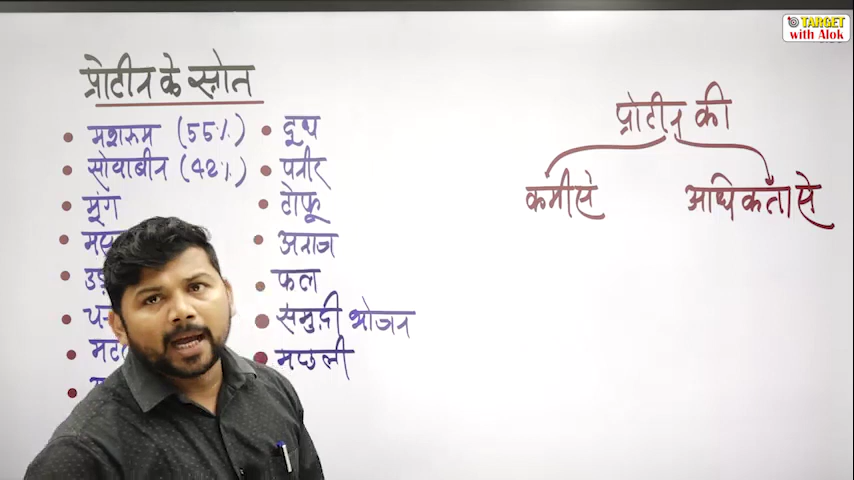 TARGET
with Alok
प्रोटीन के स्रोत
मशरूम (55%)
सोयाबीन (42%)
मूंग
दूध
पनीर
टोफू
अनाज
फल
समुद्री भोजन
मछली
प्रोटीन की
कमी से
अधिकता से